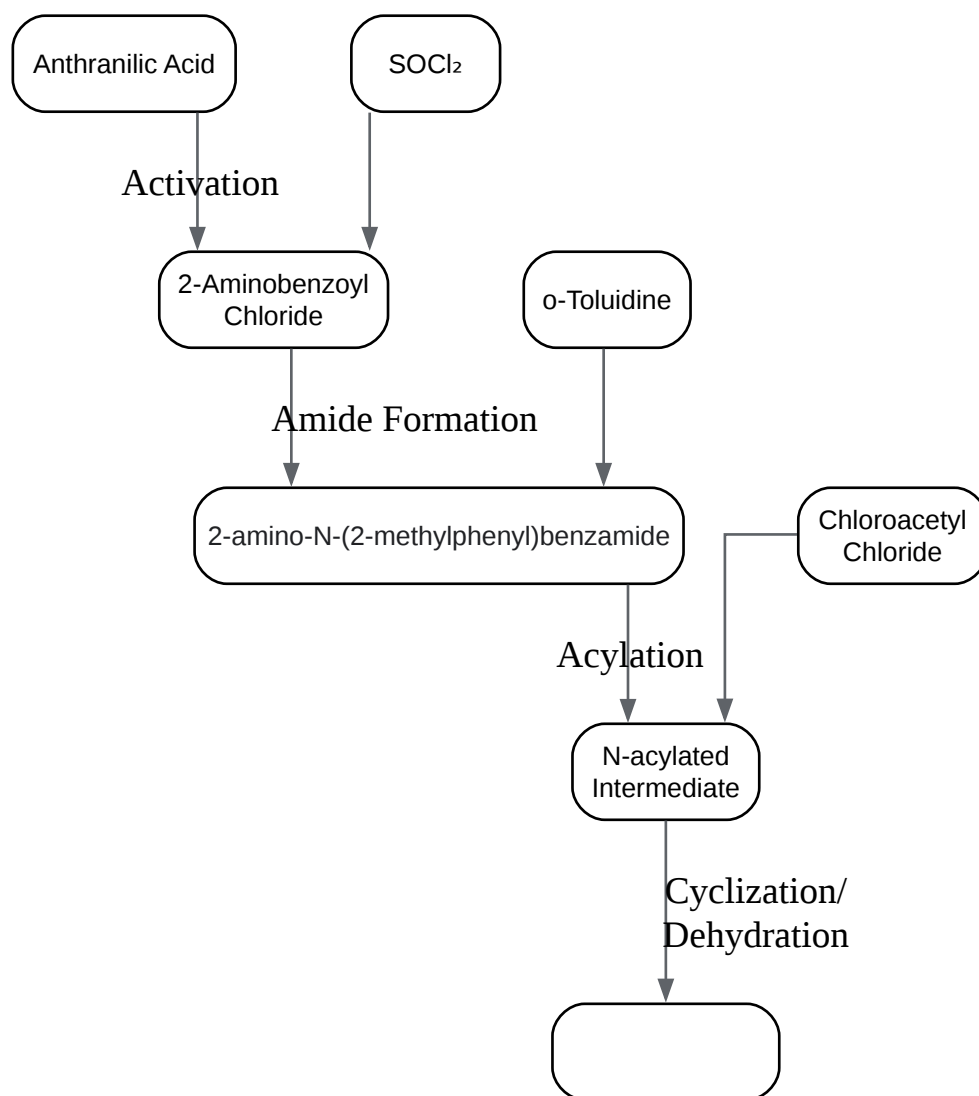 Anthranilic Acid
SOCl₂
Activation
2-Aminobenzoyl
Chloride
o-Toluidine
Amide Formation
2-amino-N-(2-methylphenyl)benzamide
Chloroacetyl
Chloride
Acylation
N-acylated
Intermediate
Cyclization/
Dehydration